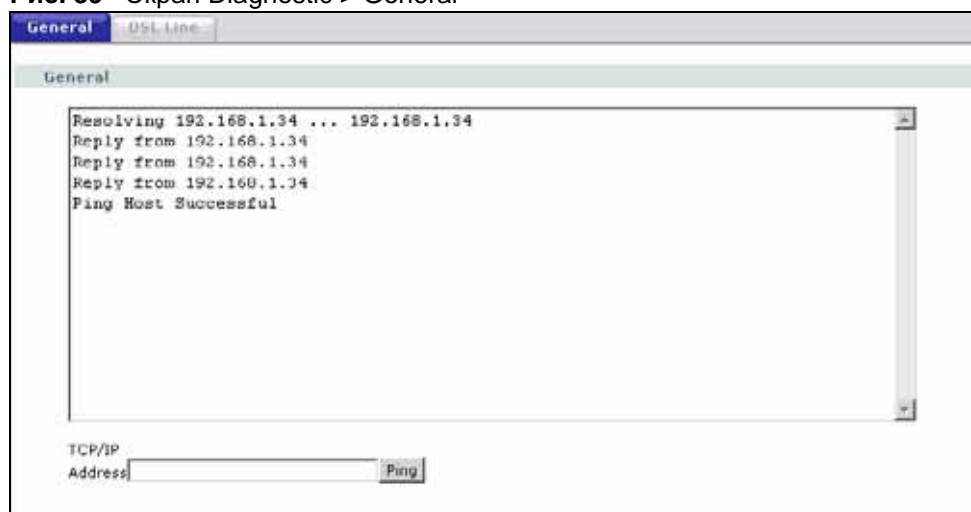 Экран Diagnostic > General
General DSL Line
General
Resolving 192.168.1.34 ... 192.168.1.34
Reply from 192.168.1.34
Reply from 192.168.1.34
Reply from 192.168.1.34
Ping Host Successful
TCP/IP
Address Ping